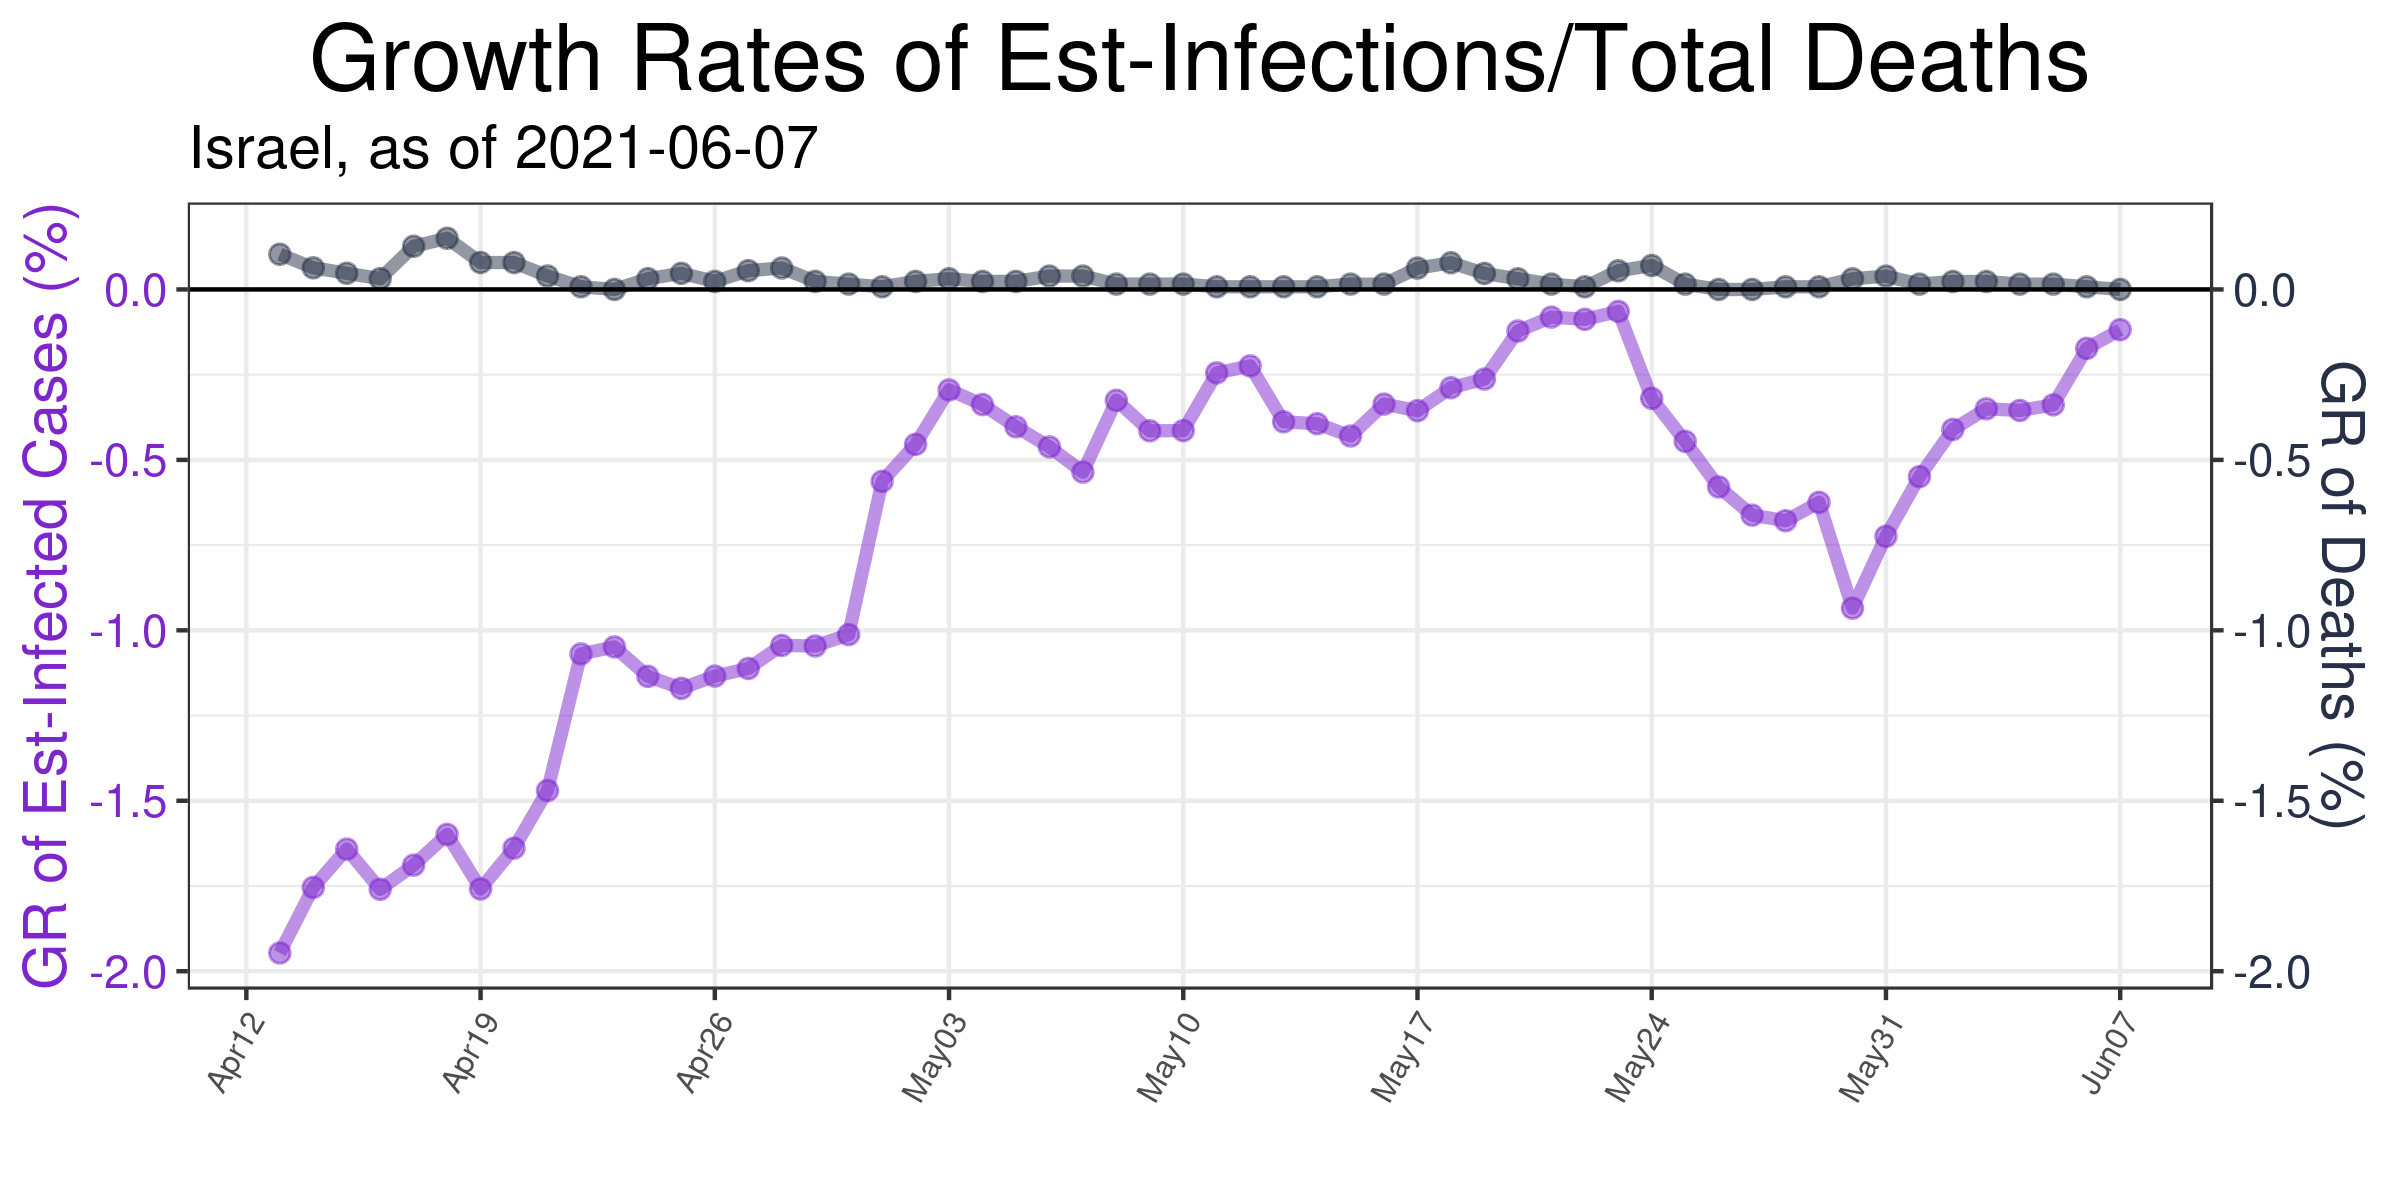 Growth Rates of Est-Infections/Total Deaths
Israel, as of 2021-06-07
GR of Est-Infected Cases (%)
0.0
-0.5
-1.0
-1.5
-2.0
0.0
-0.5
-1.0
-1.5
-2.0
GR of Deaths (%)
Apr12
Apr19
Apr26
May03
May10
May17
May24
May31
Jun07